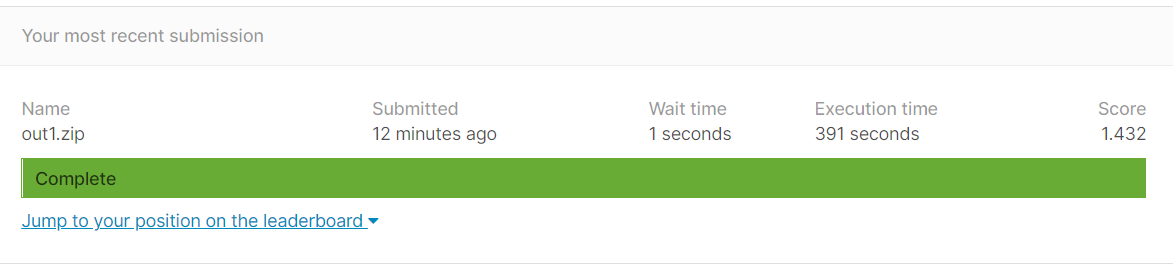 Your most recent submission
Name Submitted Wait time Execution time Score
out1.zip 12 minutes ago 1 seconds 391 seconds 1.432
Complete
Jump to your position on the leaderboard